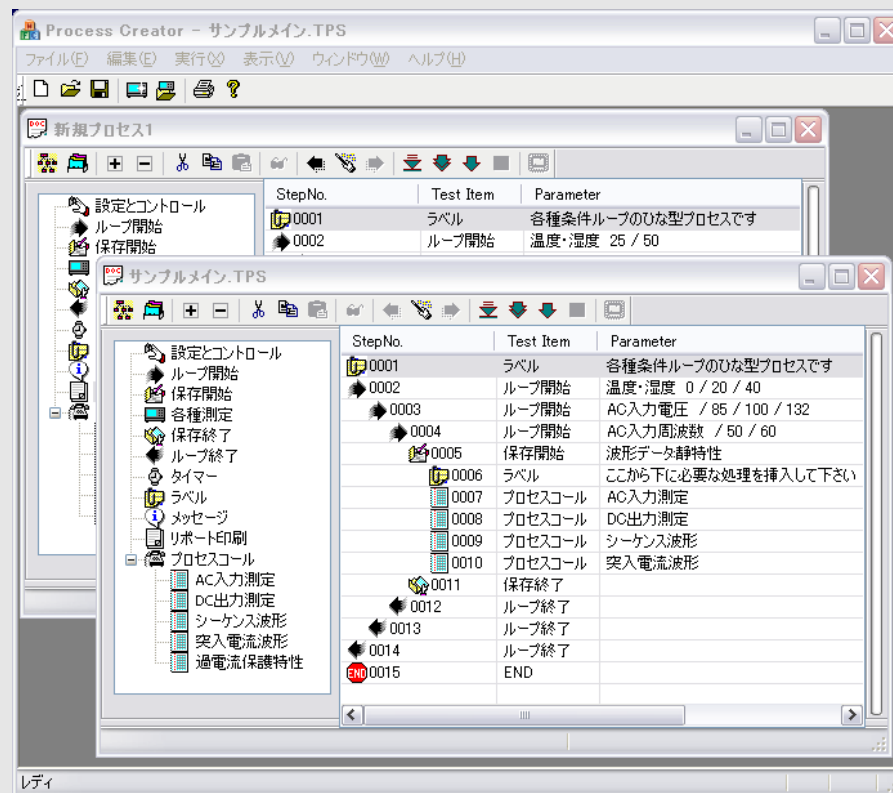 Process Creator - サンプルメイン.TPS
ファイル(F) 編集(E) 実行(X) 表示(V) ウィンドウ(W) ヘルプ(H)
新規プロセス1
StepNo. Test Item Parameter
設定とコントロール
ループ開始
保存開始
0001 ラベル 各種条件ループのひな型プロセスです
0002 ループ開始 温度・湿度 25 / 50
サンプルメイン.TPS
設定とコントロール
ループ開始
保存開始
各種測定
保存終了
ループ終了
タイマー
ラベル
メッセージ
リポート印刷
プロセスコール
AC入力測定
DC出力測定
シーケンス波形
突入電流波形
過電流保護特性
StepNo. Test Item Parameter
0001 ラベル 各種条件ループのひな型プロセスです
0002 ループ開始 温度・湿度 0 / 20 / 40
0003 ループ開始 AC入力電圧 / 85 / 100 / 132
0004 ループ開始 AC入力周波数 / 50 / 60
0005 保存開始 波形データ静特性
0006 ラベル ここから下に必要な処理を挿入して下さい
0007 プロセスコール AC入力測定
0008 プロセスコール DC出力測定
0009 プロセスコール シーケンス波形
0010 プロセスコール 突入電流波形
0011 保存終了
0012 ループ終了
0013 ループ終了
0014 ループ終了
END 0015 END
レディ